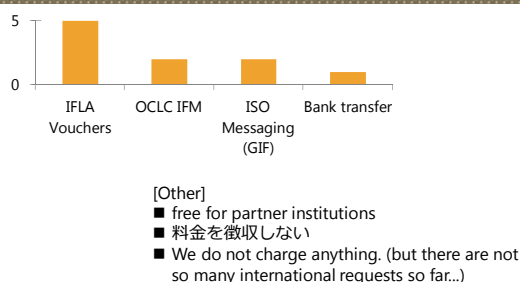 5
0
IFLA
Vouchers
OCLC IFM
ISO
Messaging
(GIF)
Bank transfer
[Other]
■ free for partner institutions
■ 料金を徴収しない
■ We do not charge anything. (but there are not
so many international requests so far...)